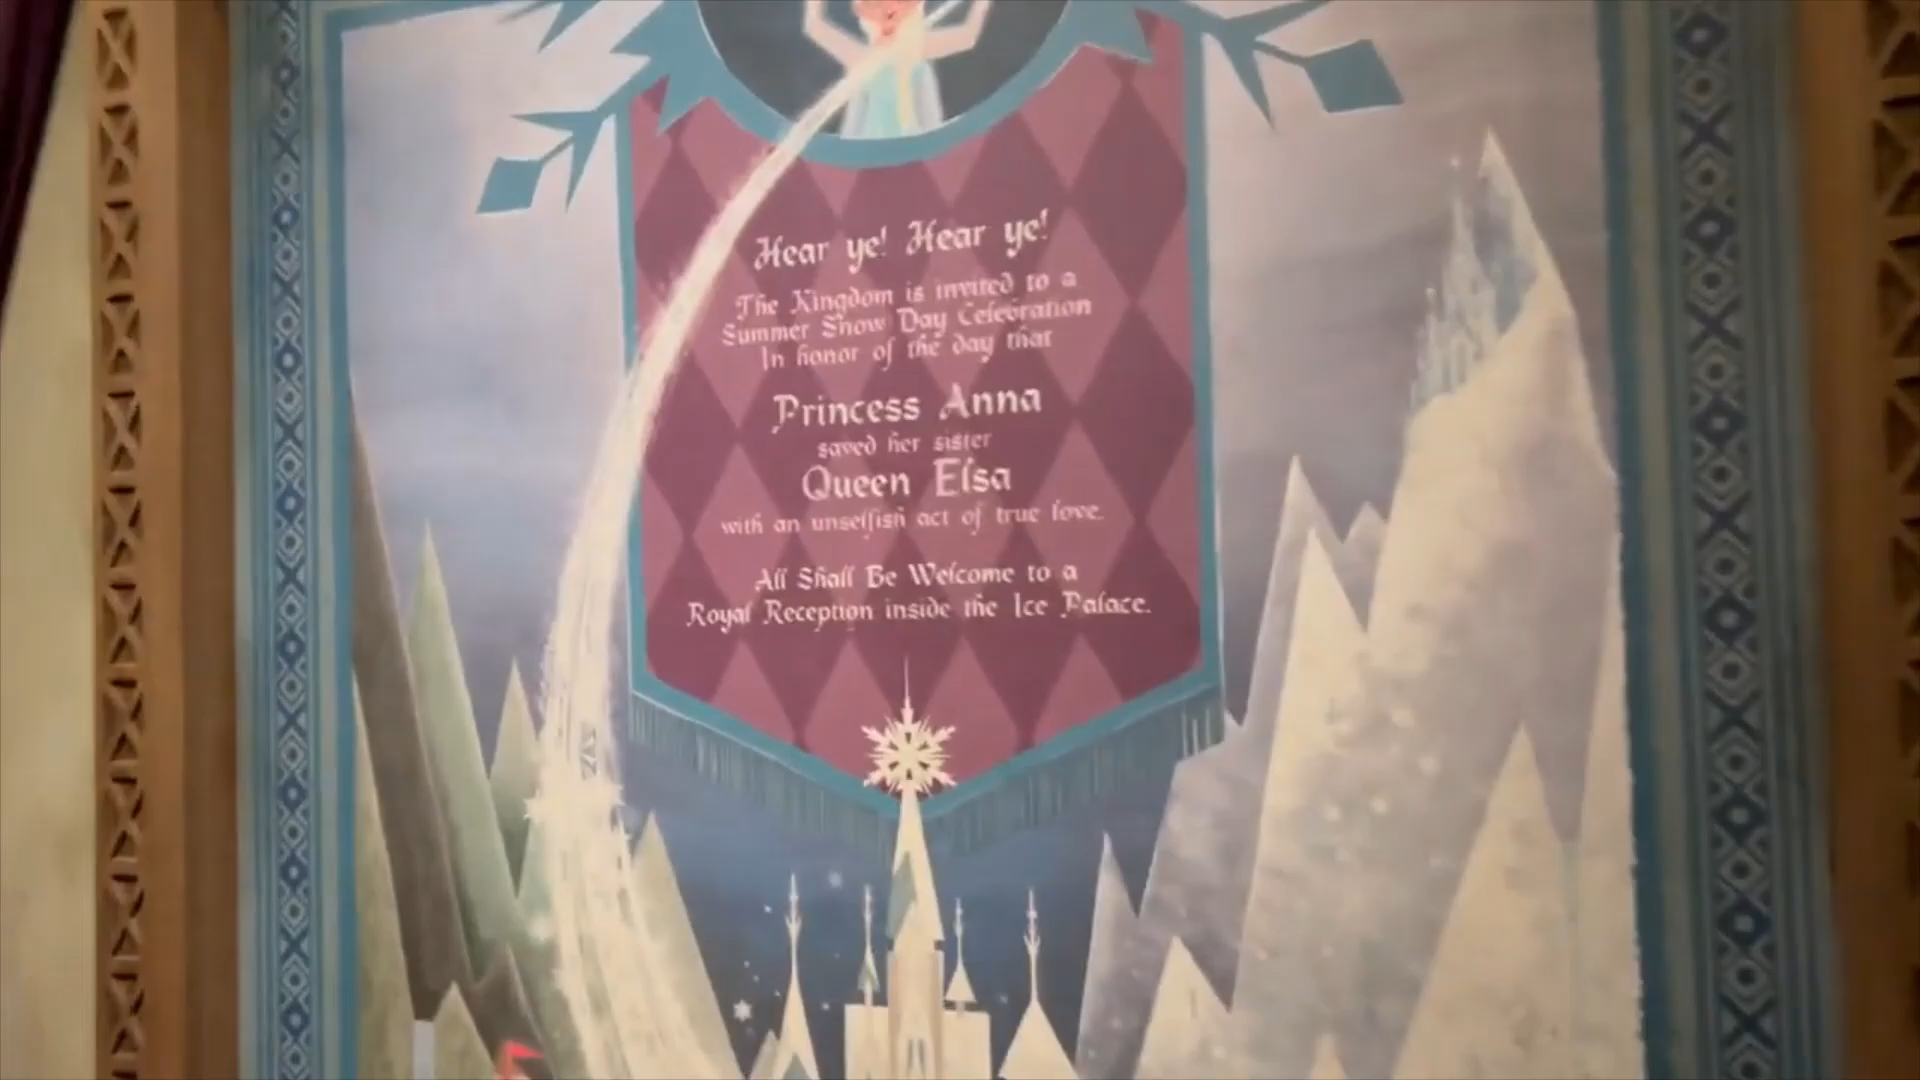 Hear ye! Hear ye!
The Kingdom is invited to a
Summer Snow Day Celebration
In honor of the day that
Princess Anna
saved her sister
Queen Elsa
with an unselfish act of true love.
All Shall Be Welcome to a
Royal Reception inside the Ice Palace.